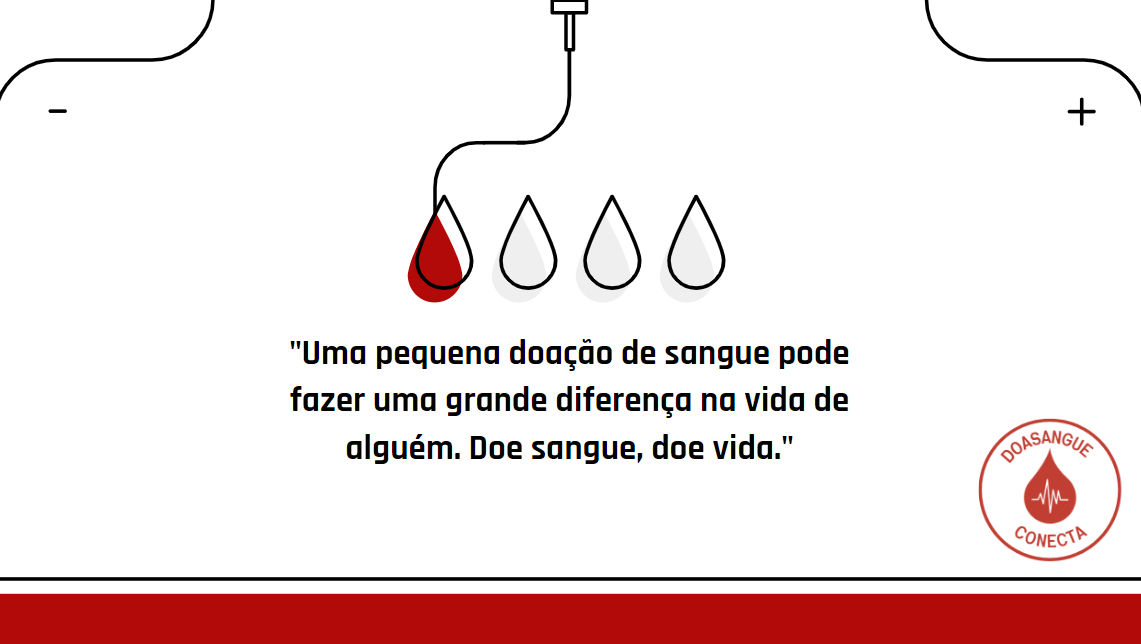 -
+
"Uma pequena doação de sangue pode
fazer uma grande diferença na vida de
alguém. Doe sangue, doe vida."
DOASANGUE
CONECTA